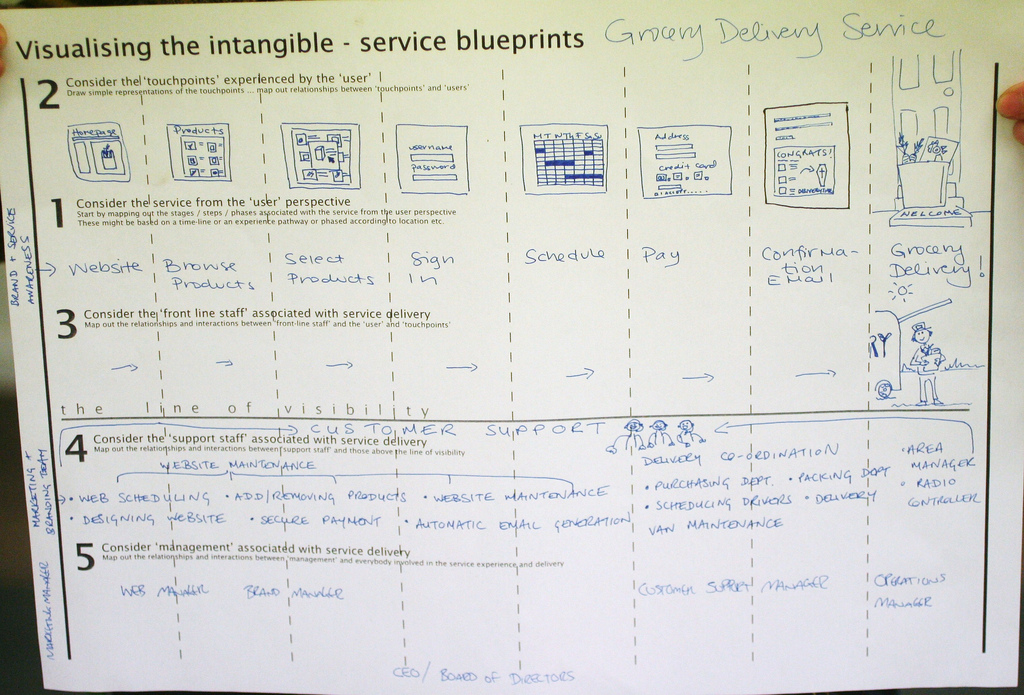 Visualising the intangible - service blueprints Grocery Delivery Service
2 Consider the 'touchpoints' experienced by the 'user'
Draw simple representations of the touchpoints ... map out relationships between 'touchpoints' and 'users'
Homepage
Products
username
password
M T W Th F Sa Su
Address
Credit Card
CONGRATS!
WELCOME
1 Consider the service from the 'user' perspective
Start by mapping out the stages / steps / phases associated with the service from the user perspective
These might be based on a time-line or an experience pathway or phased according to location etc.
BRAND + SERVICE
AWARENESS
Website
Browse
Products
Select
Products
Sign
In
Schedule
Pay
Confirma-
tion
Email
Grocery
Delivery!
3 Consider the 'front line staff' associated with service delivery
Map out the relationships and interactions between 'front-line staff' and the 'user' and 'touchpoints'
RY
the line of visibility
CUSTOMER SUPPORT
4 Consider the 'support staff' associated with service delivery
Map out the relationships and interactions between 'support staff' and those above the line of visibility
MARKETING +
BRANDING TEAM
WEBSITE MAINTENANCE
• WEB SCHEDULING • ADD/REMOVING PRODUCTS • WEBSITE MAINTENANCE
• DESIGNING WEBSITE • SECURE PAYMENT • AUTOMATIC EMAIL GENERATION
DELIVERY CO-ORDINATION
• PURCHASING DEPT. • PACKING DEPT
• SCHEDULING DRIVERS • DELIVERY
VAN MAINTENANCE
• AREA
MANAGER
• RADIO
CONTROLLER
5 Consider 'management' associated with service delivery
Map out the relationships and interactions between 'management' and everybody involved in the service experience and delivery
MARKETING MANAGER
WEB MANAGER
BRAND MANAGER
CUSTOMER SUPPORT MANAGER
OPERATIONS
MANAGER
CEO/ BOARD OF DIRECTORS